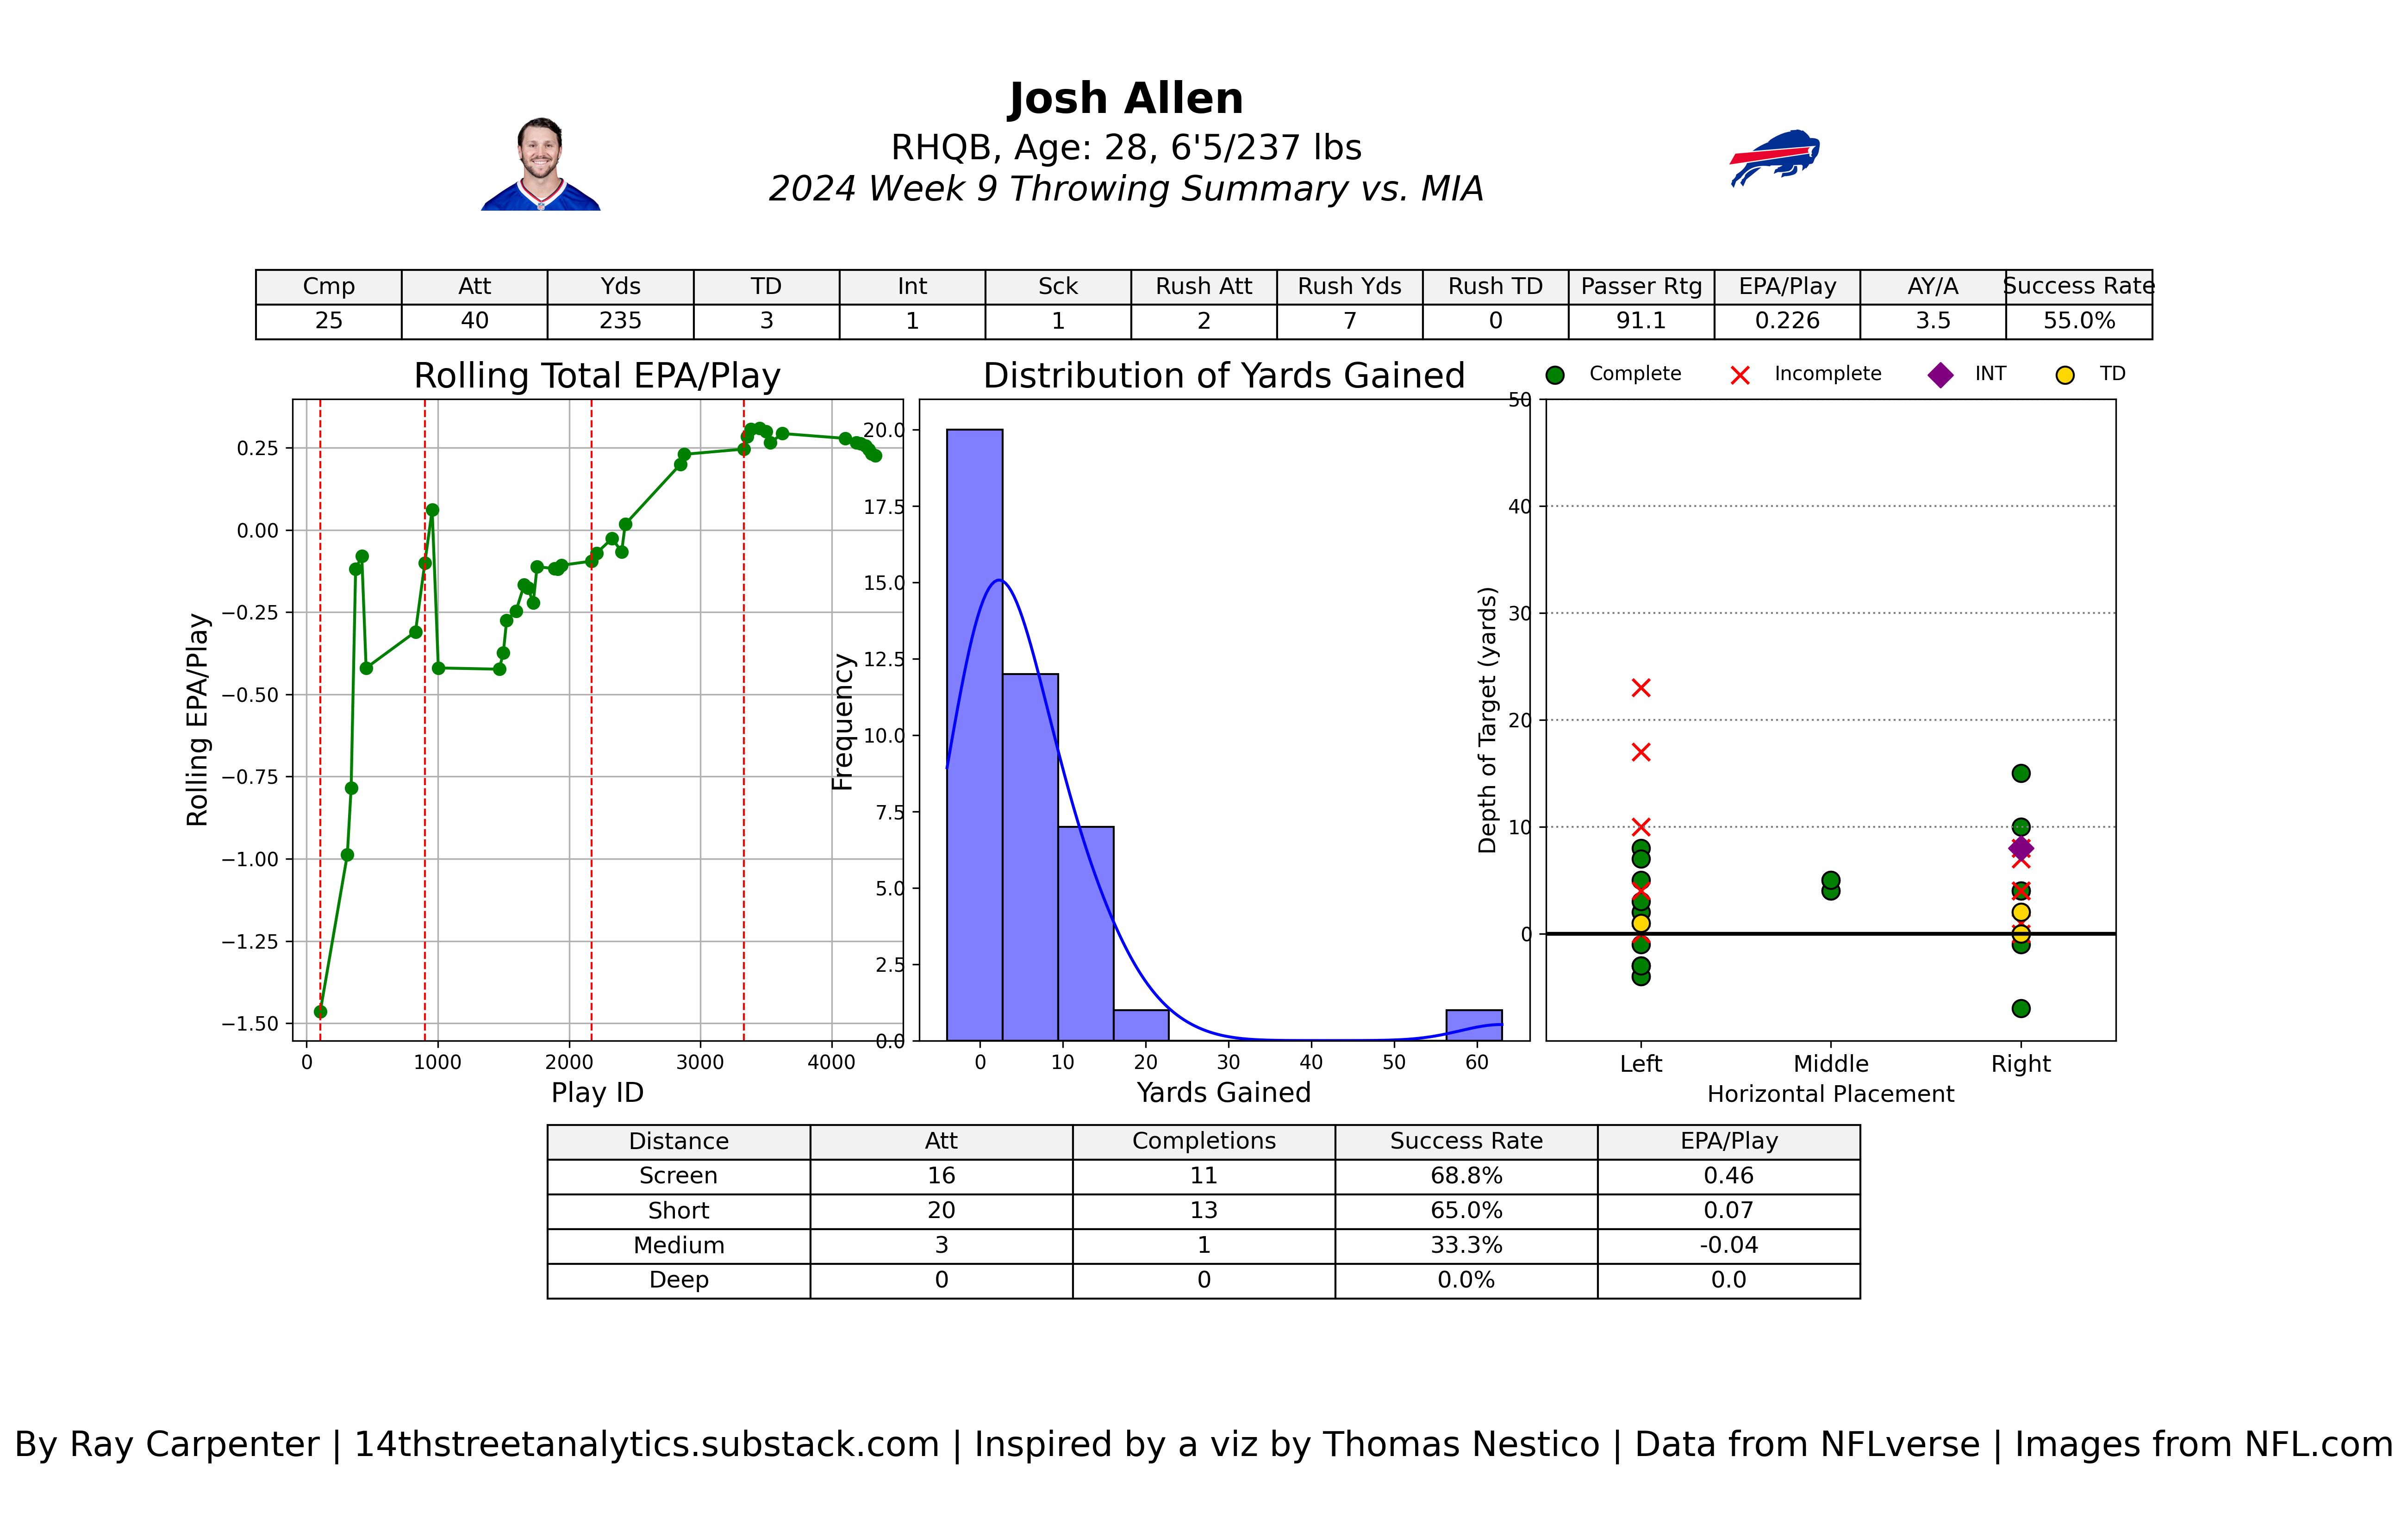 Josh Allen
RHQB, Age: 28, 6'5/237 lbs
2024 Week 9 Throwing Summary vs. MIA
Cmp Att Yds TD Int Sck Rush Att Rush Yds Rush TD Passer Rtg EPA/Play AY/A Success Rate
25 40 235 3 1 1 2 7 0 91.1 0.226 3.5 55.0%
Rolling Total EPA/Play
Rolling EPA/Play
0.25
0.00
−0.25
−0.50
−0.75
−1.00
−1.25
−1.50
0 1000 2000 3000 4000
Play ID
Distribution of Yards Gained
Frequency
20.0
17.5
15.0
12.5
10.0
7.5
5.0
2.5
0.0
0 10 20 30 40 50 60
Yards Gained
Complete Incomplete INT TD
Depth of Target (yards)
50
40
30
20
10
0
Left Middle Right
Horizontal Placement
Distance Att Completions Success Rate EPA/Play
Screen 16 11 68.8% 0.46
Short 20 13 65.0% 0.07
Medium 3 1 33.3% -0.04
Deep 0 0 0.0% 0.0
By Ray Carpenter | 14thstreetanalytics.substack.com | Inspired by a viz by Thomas Nestico | Data from NFLverse | Images from NFL.com